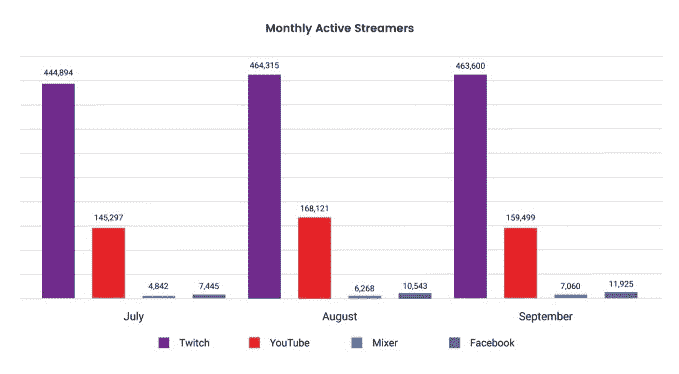 Monthly Active Streamers
444,894
464,315
463,600
145,297
168,121
159,499
4,842
7,445
6,268
10,543
7,060
11,925
July
August
September
Twitch
YouTube
Mixer
Facebook